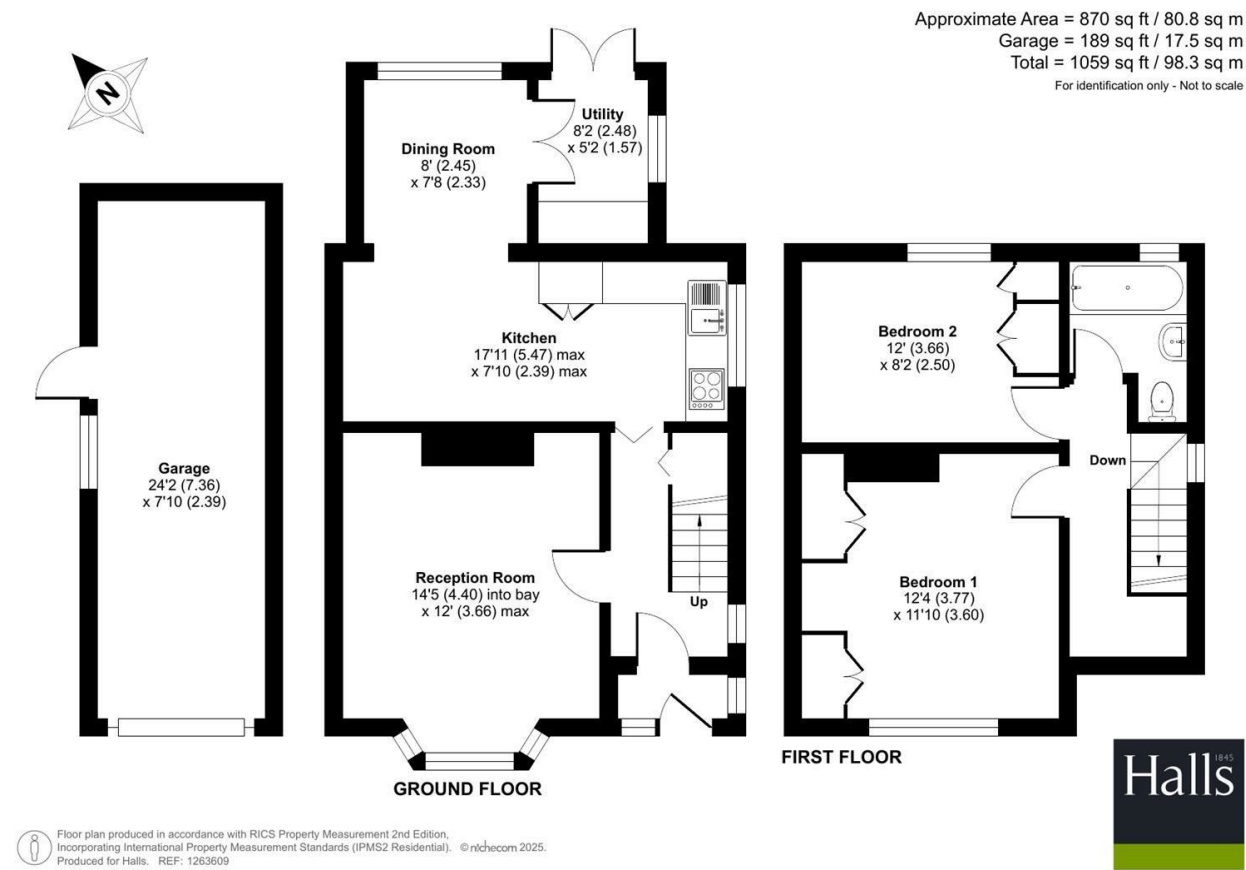 Approximate Area = 870 sq ft / 80.8 sq m
Garage = 189 sq ft / 17.5 sq m
Total = 1059 sq ft / 98.3 sq m
For identification only - Not to scale
N
Utility
8'2 (2.48)
x 5'2 (1.57)
Dining Room
8' (2.45)
x 7'8 (2.33)
Kitchen
17'11 (5.47) max
x 7'10 (2.39) max
Bedroom 2
12' (3.66)
x 8'2 (2.50)
Garage
24'2 (7.36)
x 7'10 (2.39)
Down
Reception Room
14'5 (4.40) into bay
x 12' (3.66) max
Up
Bedroom 1
12'4 (3.77)
x 11'10 (3.60)
FIRST FLOOR
GROUND FLOOR
Halls
1845
Floor plan produced in accordance with RICS Property Measurement 2nd Edition,
Incorporating International Property Measurement Standards (IPMS2 Residential). © nichecom 2025.
Produced for Halls. REF: 1263609